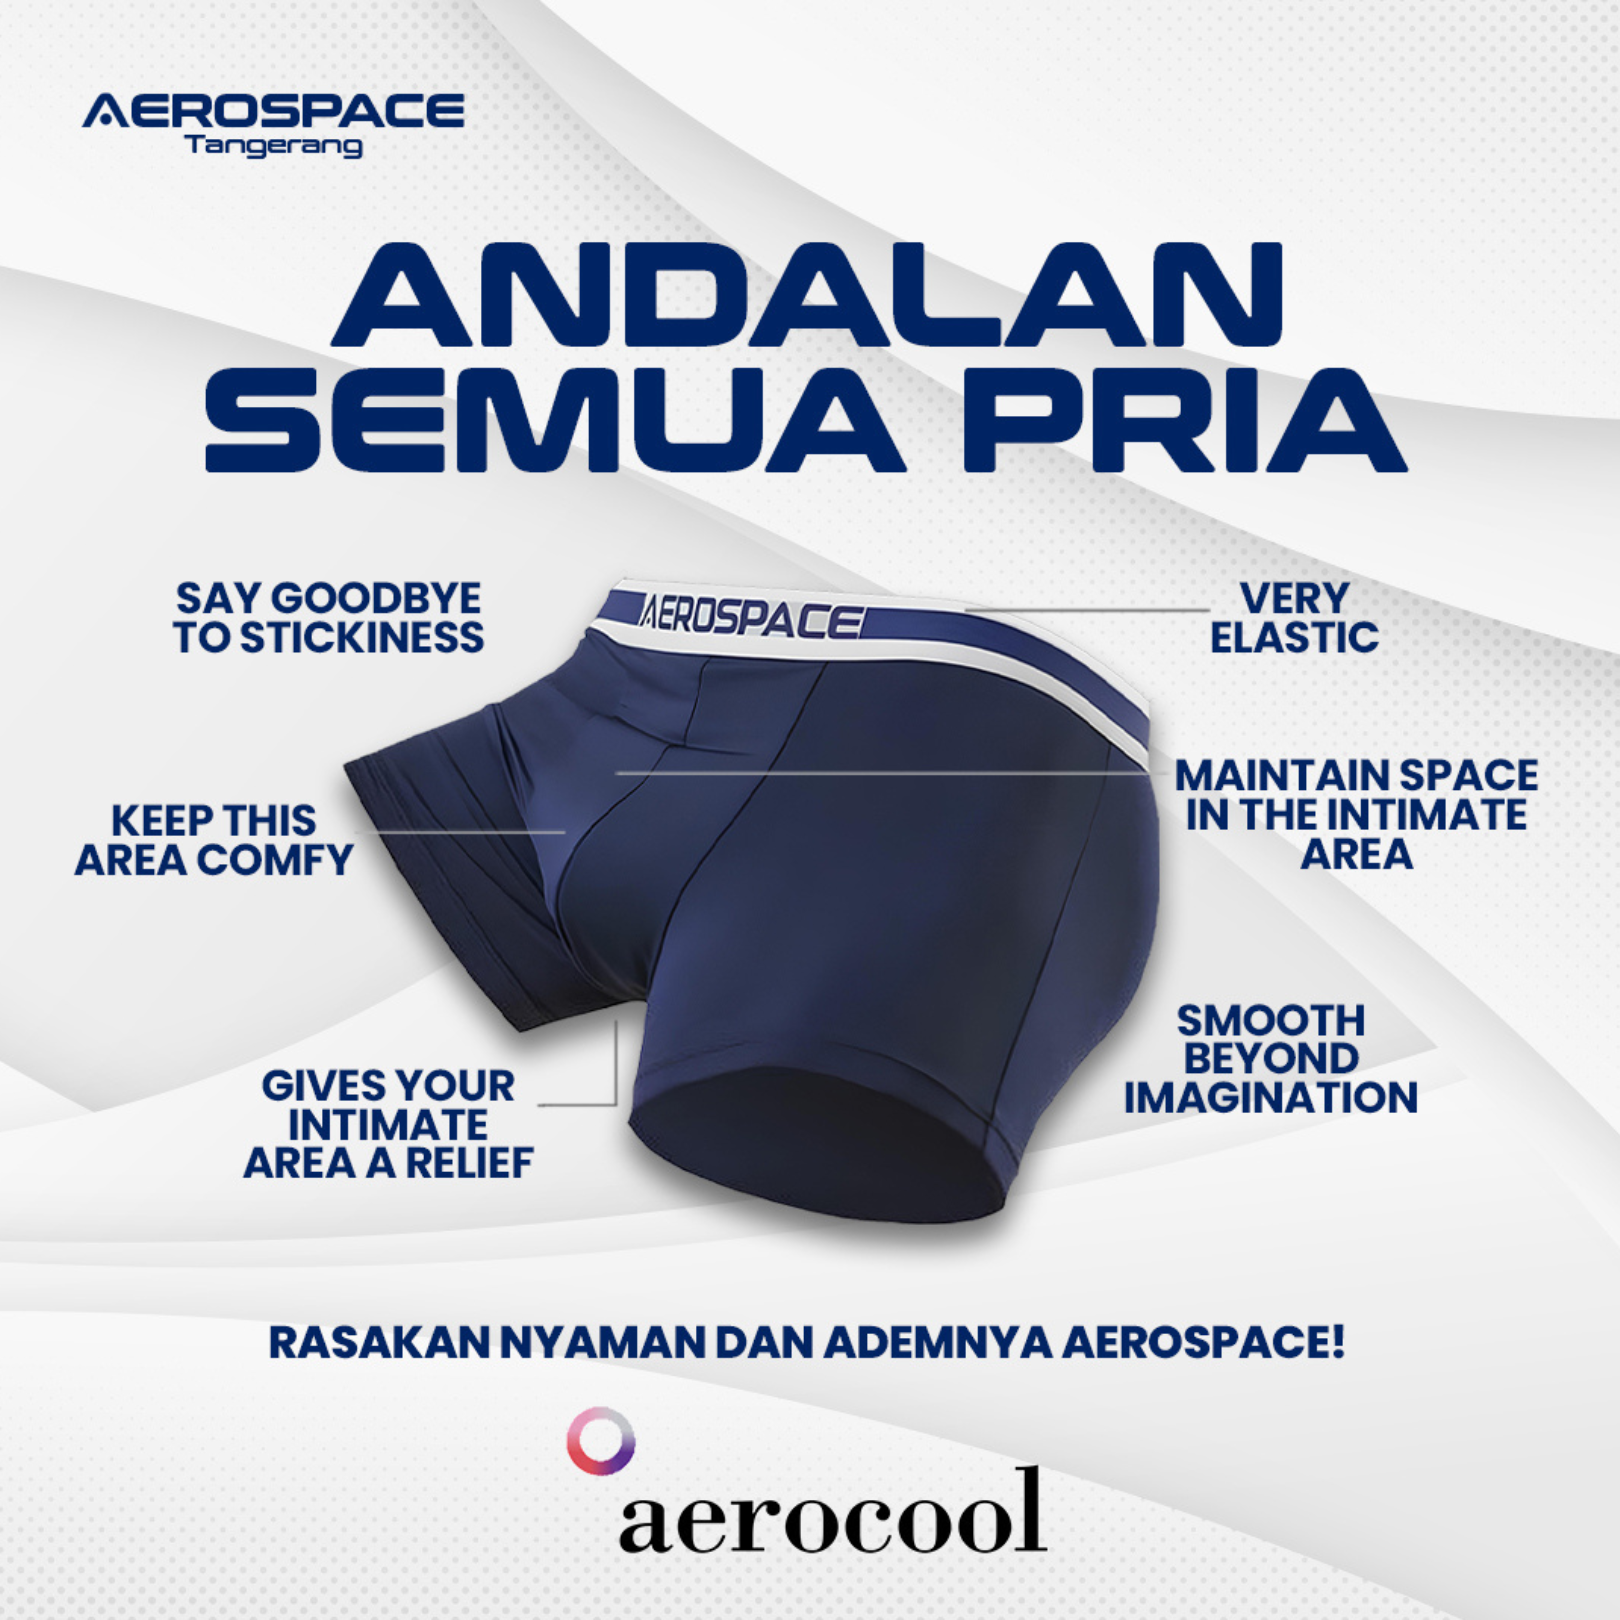 AEROSPACE
Tangerang
ANDALAN
SEMUA PRIA
SAY GOODBYE
TO STICKINESS
AEROSPACE
VERY
ELASTIC
KEEP THIS
AREA COMFY
MAINTAIN SPACE
IN THE INTIMATE
AREA
GIVES YOUR
INTIMATE
AREA A RELIEF
SMOOTH
BEYOND
IMAGINATION
RASAKAN NYAMAN DAN ADEMNYA AEROSPACE!
aerocool